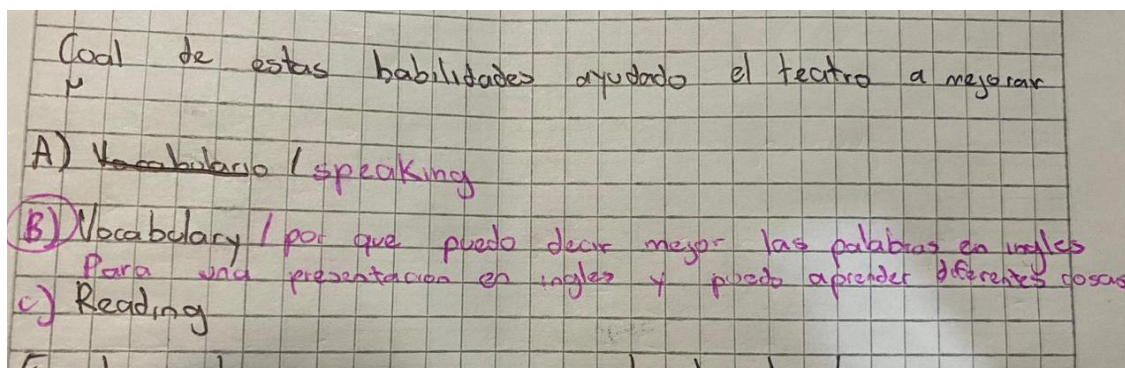 Coal de estas habilidades ayudado el teatro a mejorar
u
A) Vocabulario / speaking
B) Vocabulary / por que puedo decir mejor las palabras en ingles
Para una presentacion en ingles y puedo aprender diferentes cosas
C) Reading